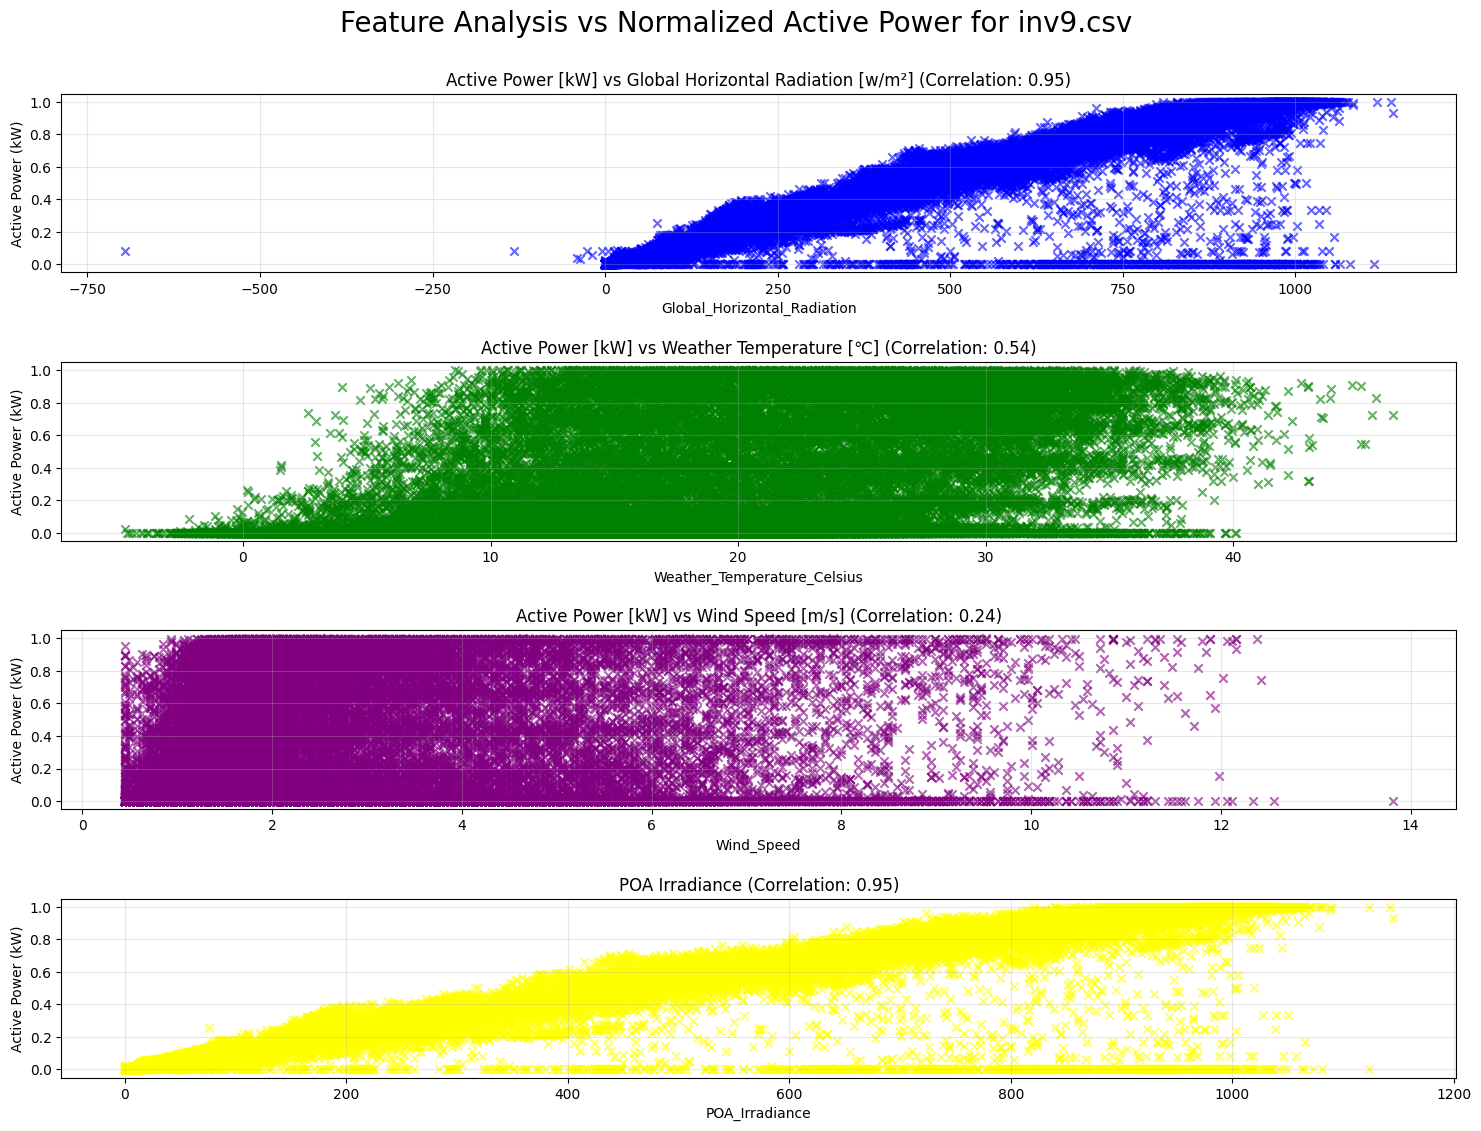 Feature Analysis vs Normalized Active Power for inv9.csv
Active Power [kW] vs Global Horizontal Radiation [w/m²] (Correlation: 0.95)
Active Power (kW)
1.0
0.8
0.6
0.4
0.2
0.0
−750 −500 −250 0 250 500 750 1000
Global_Horizontal_Radiation
Active Power [kW] vs Weather Temperature [℃] (Correlation: 0.54)
Active Power (kW)
1.0
0.8
0.6
0.4
0.2
0.0
0 10 20 30 40
Weather_Temperature_Celsius
Active Power [kW] vs Wind Speed [m/s] (Correlation: 0.24)
Active Power (kW)
1.0
0.8
0.6
0.4
0.2
0.0
0 2 4 6 8 10 12 14
Wind_Speed
POA Irradiance (Correlation: 0.95)
Active Power (kW)
1.0
0.8
0.6
0.4
0.2
0.0
0 200 400 600 800 1000 1200
POA_Irradiance